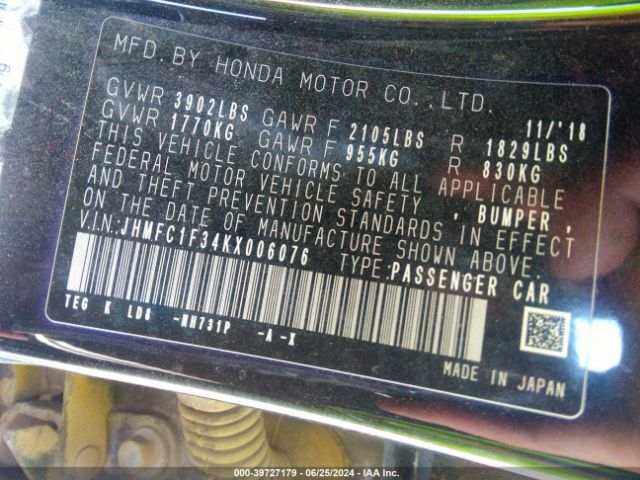 MFD. BY HONDA MOTOR CO., LTD. 11/'18
GVWR 3902LBS GAWR F 2105LBS R 1829LBS
GVWR 1770KG GAWR F 955KG R 830KG
THIS VEHICLE CONFORMS TO ALL APPLICABLE
FEDERAL MOTOR VEHICLE SAFETY , BUMPER ,
AND THEFT PREVENTION STANDARDS IN EFFECT
ON THE DATE OF MANUFACTURE SHOWN ABOVE.
V.I.N: JHMFC1F34KX006076 TYPE:PASSENGER CAR
TEG K LD8 -NH731P -A -X
MADE IN JAPAN
000-39727179 | 06/25/2024 | IAA Inc.